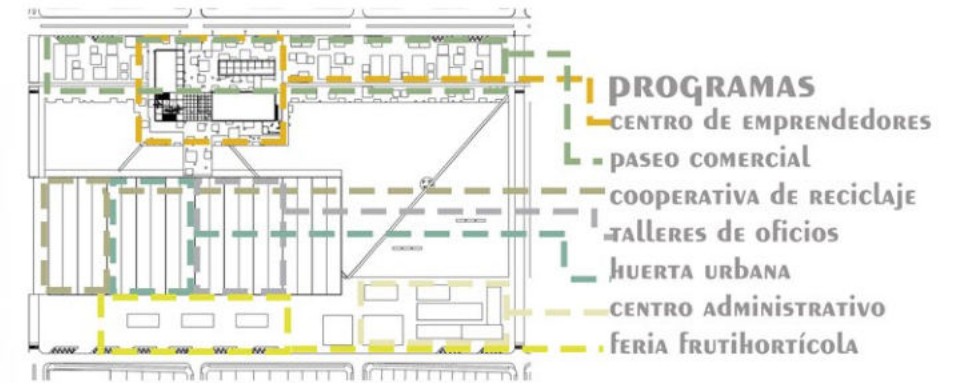 PROGRAMAS
CENTRO DE EMPRENDEDORES
PASEO COMERCIAL
COOPERATIVA DE RECICLAJE
TALLERES DE OFICIOS
HUERTA URBANA
CENTRO ADMINISTRATIVO
FERIA FRUTIHORTÍCOLA